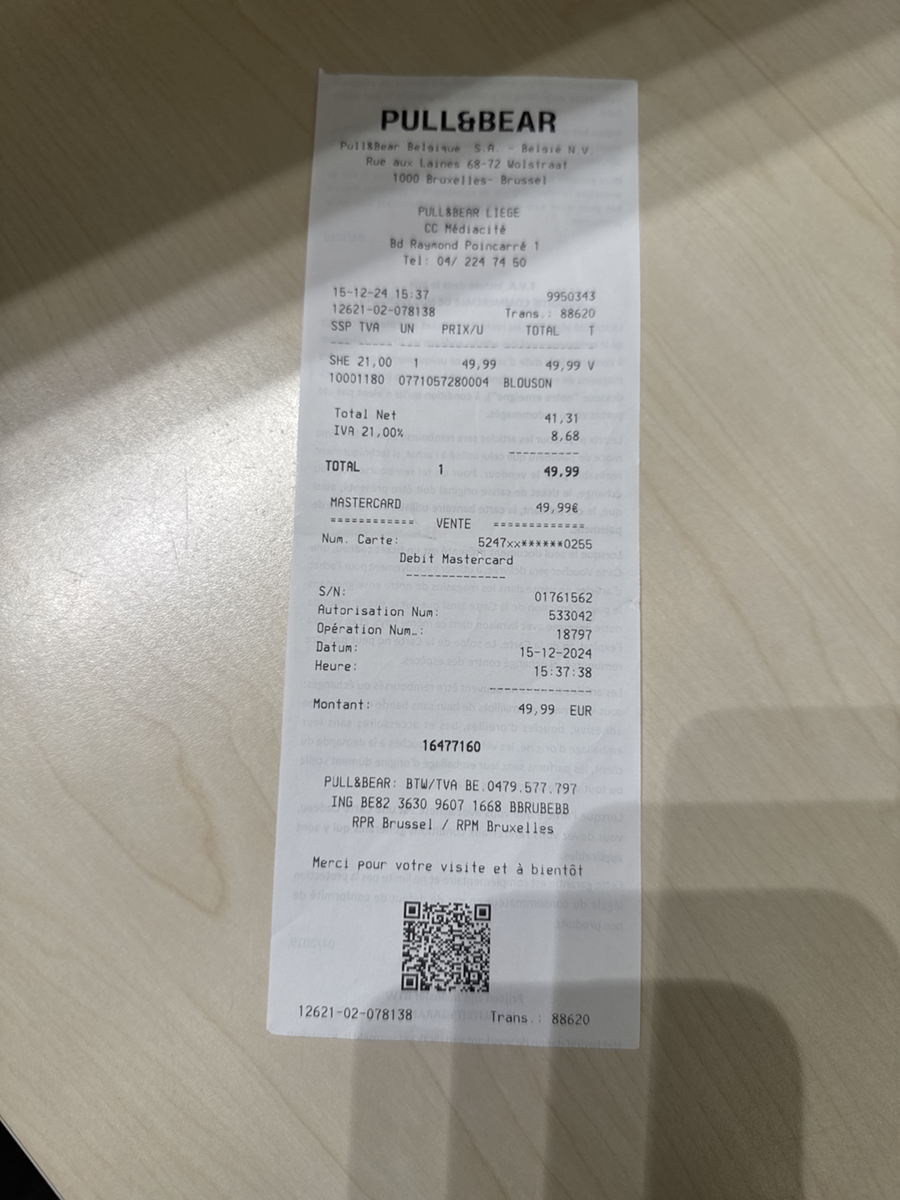 PULL&BEAR
Pull&Bear Belgique S.A. - België N.V.
Rue aux Laines 68-72 Wolstraat
1000 Bruxelles- Brussel
PULL&BEAR LIEGE
CC Médiacité
Bd Raymond Poincarré 1
Tel: 04/ 224 74 50
15-12-24 15:37 9950343
12621-02-078138 Trans.: 88620
SSP TVA UN PRIX/U TOTAL T
SHE 21,00 1 49,99 49,99 V
10001180 0771057280004 BLOUSON
Total Net 41,31
IVA 21,00% 8,68
----------
TOTAL 1 49,99
MASTERCARD 49,99€
============ VENTE =============
Num. Carte: 5247xx******0255
Debit Mastercard
--------------
S/N: 01761562
Autorisation Num: 533042
Opération Num.: 18797
Datum: 15-12-2024
Heure: 15:37:38
--------------
Montant: 49,99 EUR
16477160
PULL&BEAR: BTW/TVA BE.0479.577.797
ING BE82 3630 9607 1668 BBRUBEBB
RPR Brussel / RPM Bruxelles
Merci pour votre visite et à bientôt
12621-02-078138 Trans.: 88620